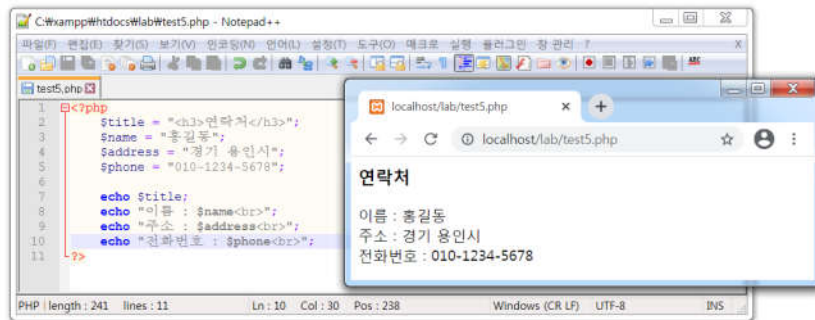 C:₩xampp₩htdocs₩lab₩test5.php - Notepad++
파일(F) 편집(E) 찾기(S) 보기(V) 인코딩(N) 언어(L) 설정(T) 도구(O) 매크로 실행 플러그인 창 관리 ? X
test5.php
1 <?php
2 $title = "<h3>연락처</h3>";
3 $name = "홍길동";
4 $address = "경기 용인시";
5 $phone = "010-1234-5678";
6
7 echo $title;
8 echo "이름 : $name<br>";
9 echo "주소 : $address<br>";
10 echo "전화번호 : $phone<br>";
11 ?>
PHP length : 241 lines : 11 Ln : 10 Col : 30 Pos : 238 Windows (CR LF) UTF-8 INS
localhost/lab/test5.php
localhost/lab/test5.php
연락처
이름 : 홍길동
주소 : 경기 용인시
전화번호 : 010-1234-5678